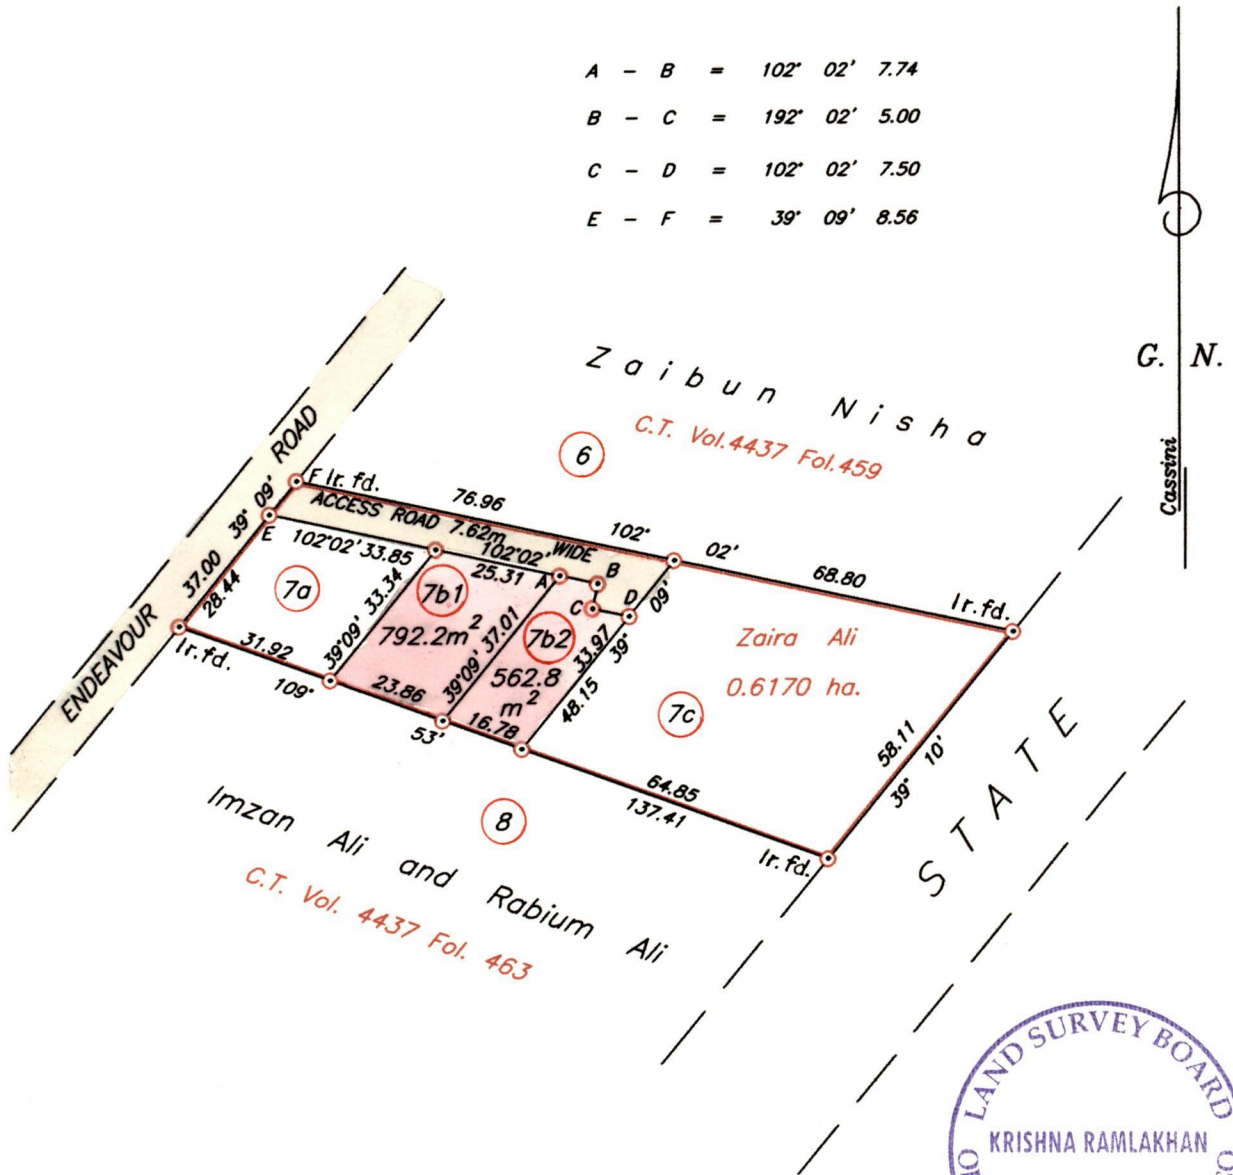 A - B = 102° 02' 7.74
B - C = 192° 02' 5.00
C - D = 102° 02' 7.50
E - F = 39° 09' 8.56
G. N.
Cassini
Zaibun Nisha
C.T. Vol.4437 Fol.459
6
ENDEAVOUR ROAD
37.00 39° 09'
28.44
F Ir. fd.
76.96 102° 02'
68.80
Ir.fd.
ACCESS ROAD 7.62m WIDE
E
102°02' 33.85
102°02'
25.31
A
B
C
D
7a
7b1
792.2m²
7b2
562.8
m²
39°09' 33.34
39°09' 37.01
33.97
48.15
39° 09'
Zaira Ali
0.6170 ha.
7c
Ir.fd.
31.92
109° 53'
23.86
16.78
64.85
137.41
58.11
39° 10'
Ir.fd.
STATE
8
Imzan Ali and Rabium Ali
C.T. Vol. 4437 Fol. 463
LAND SURVEY BOARD
KRISHNA RAMLAKHAN